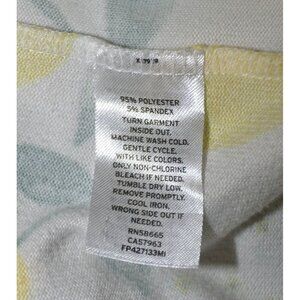 95% POLYESTER
5% SPANDEX
TURN GARMENT
INSIDE OUT.
MACHINE WASH COLD.
GENTLE CYCLE.
WITH LIKE COLORS.
ONLY NON-CHLORINE
BLEACH IF NEEDED.
TUMBLE DRY LOW.
REMOVE PROMPTLY.
COOL IRON.
WRONG SIDE OUT IF
NEEDED.
RN58665
CA57963
FP427133MI